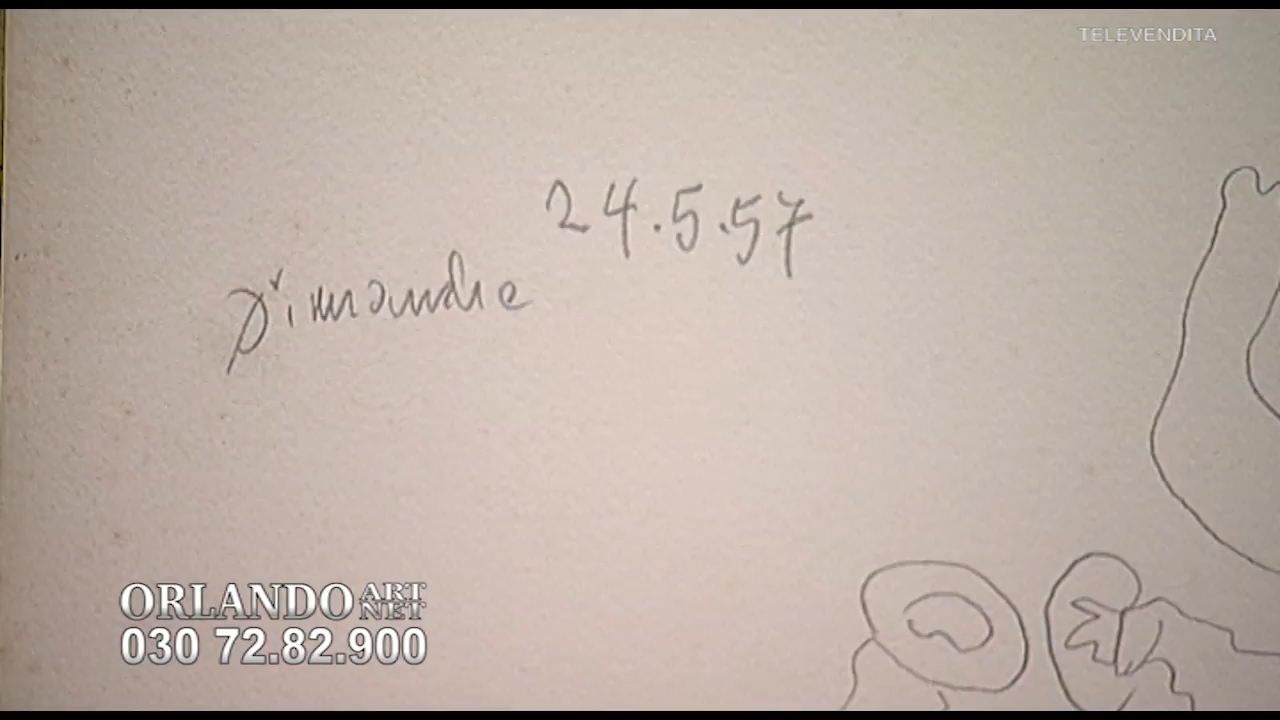 TELEVENDITA
24.5.57
Dimanche
ORLANDO ART NET
030 72.82.900